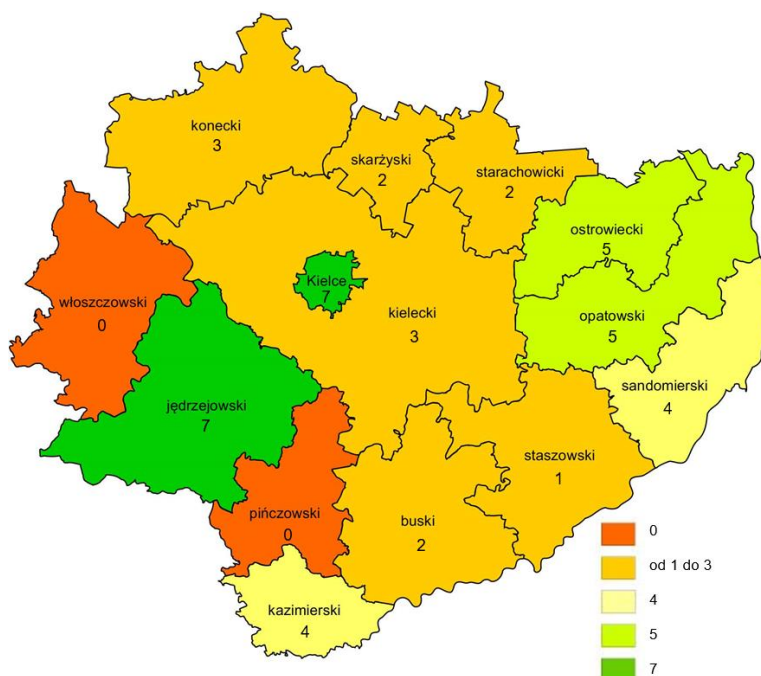 konecki
3
skarżyski
2
starachowicki
2
ostrowiecki
5
włoszczowski
0
Kielce
7
kielecki
3
opatowski
5
sandomierski
4
jędrzejowski
7
staszowski
1
pińczowski
0
buski
2
kazimierski
4
0
od 1 do 3
4
5
7